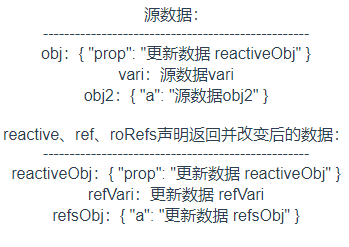 源数据：
---------------------------------------------------
obj：{ "prop": "更新数据 reactiveObj" }
vari：源数据vari
obj2：{ "a": "源数据obj2" }
reactive、ref、roRefs声明返回并改变后的数据：
---------------------------------------------------
reactiveObj：{ "prop": "更新数据 reactiveObj" }
refVari：更新数据 refVari
refsObj：{ "a": "更新数据 refsObj" }